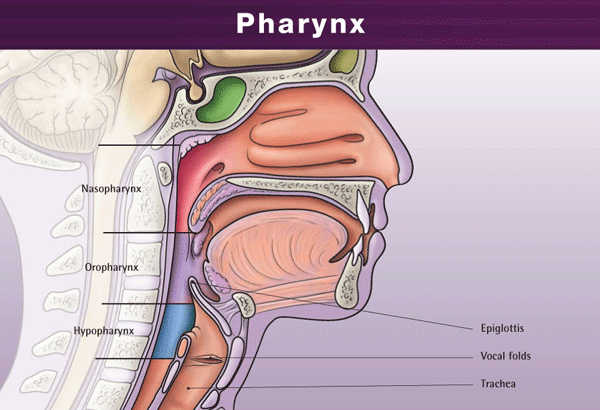 Pharynx
Nasopharynx
Oropharynx
Hypopharynx
Epiglottis
Vocal folds
Trachea